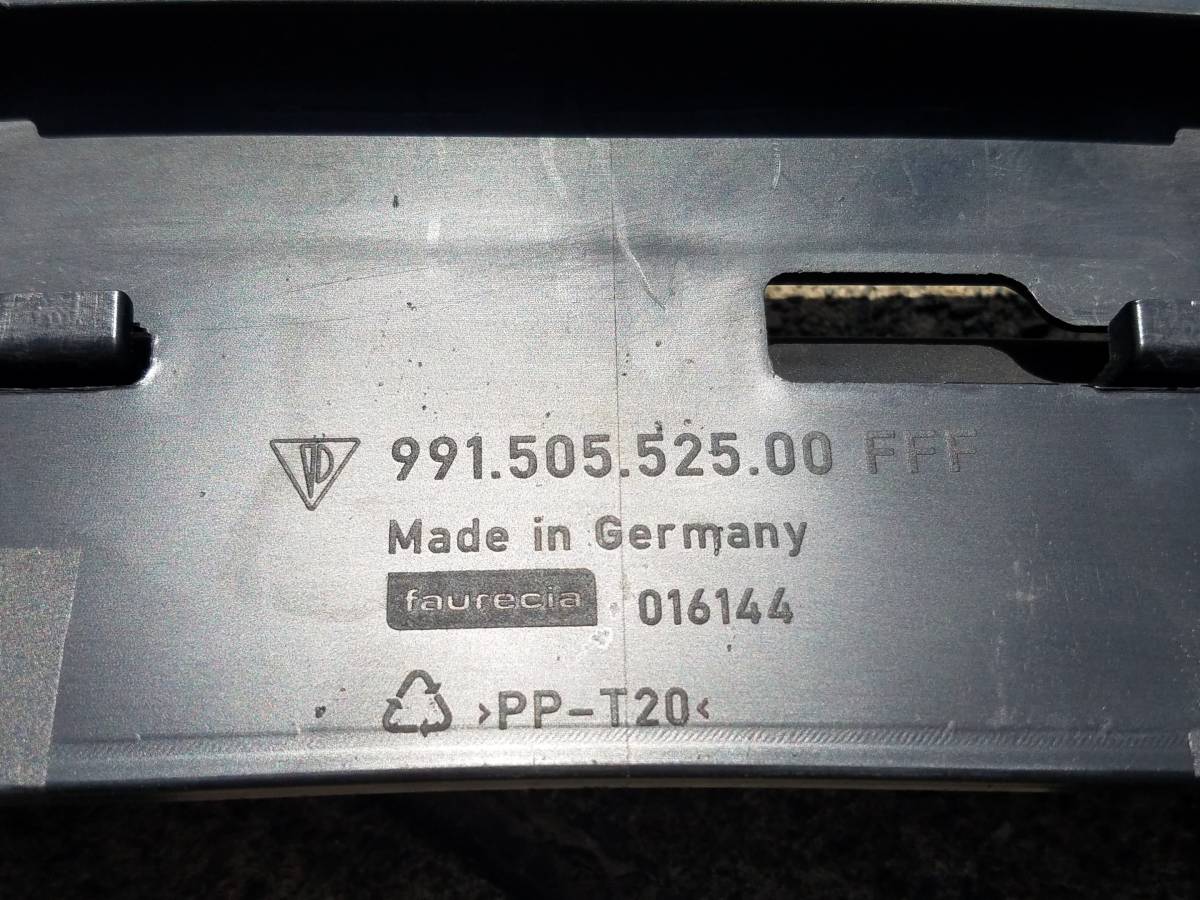 991.505.525.00 FFF
Made in Germany
faurecia 016144
>PP-T20<